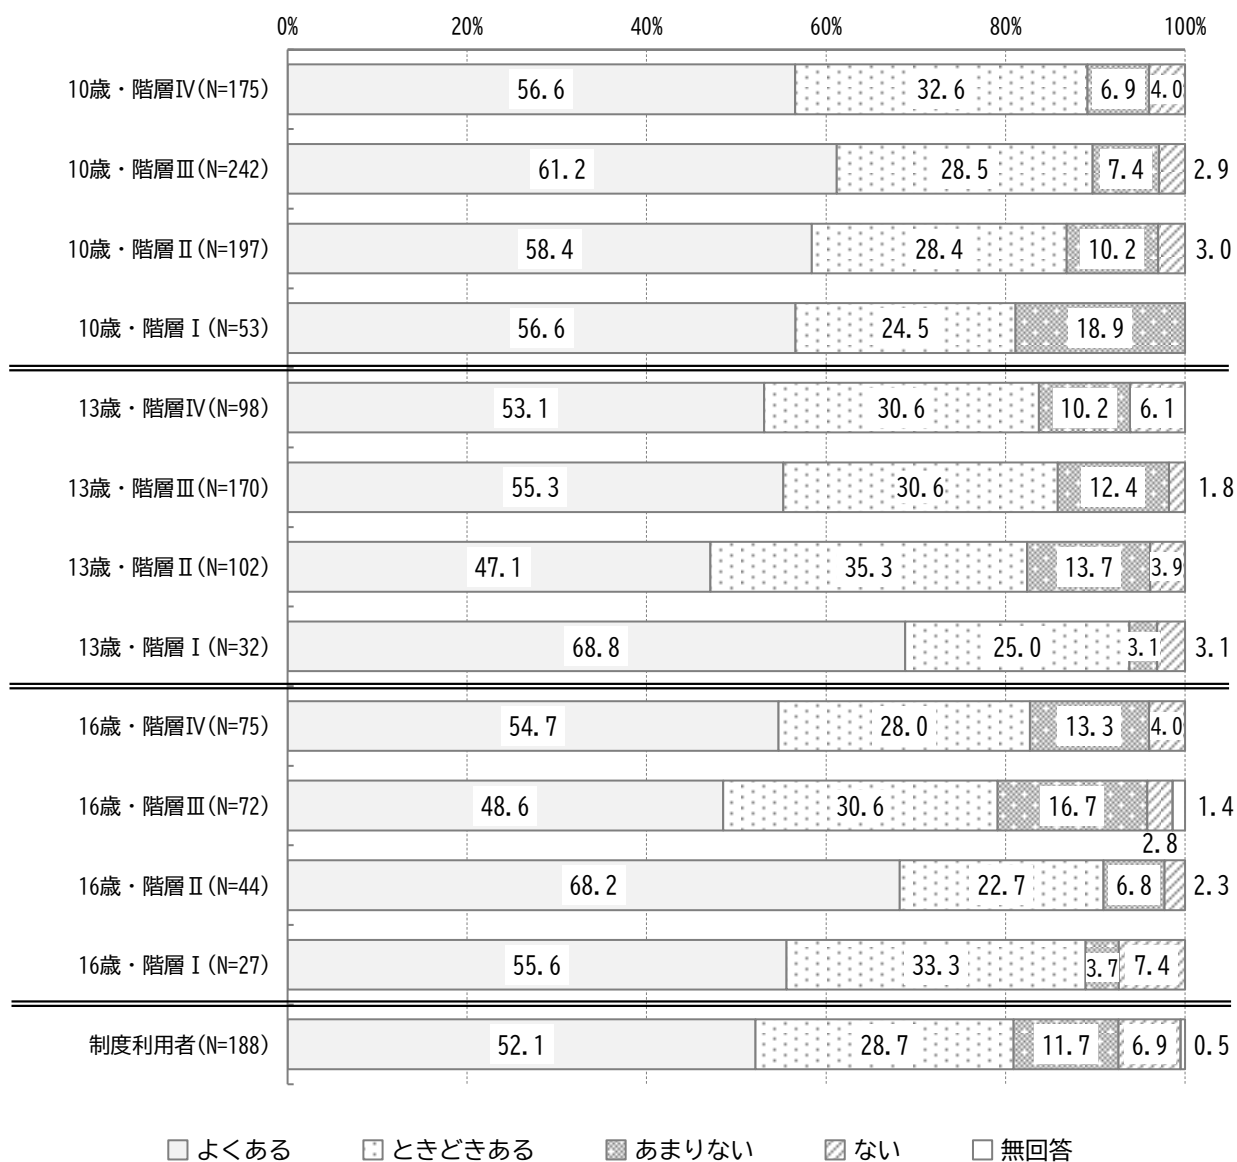 0% 20% 40% 60% 80% 100%
10歳・階層Ⅳ(N=175) 56.6 32.6 6.9 4.0
10歳・階層Ⅲ(N=242) 61.2 28.5 7.4 2.9
10歳・階層Ⅱ(N=197) 58.4 28.4 10.2 3.0
10歳・階層Ⅰ(N=53) 56.6 24.5 18.9
13歳・階層Ⅳ(N=98) 53.1 30.6 10.2 6.1
13歳・階層Ⅲ(N=170) 55.3 30.6 12.4 1.8
13歳・階層Ⅱ(N=102) 47.1 35.3 13.7 3.9
13歳・階層Ⅰ(N=32) 68.8 25.0 3.1 3.1
16歳・階層Ⅳ(N=75) 54.7 28.0 13.3 4.0
16歳・階層Ⅲ(N=72) 48.6 30.6 16.7 1.4
2.8
16歳・階層Ⅱ(N=44) 68.2 22.7 6.8 2.3
16歳・階層Ⅰ(N=27) 55.6 33.3 3.7 7.4
制度利用者(N=188) 52.1 28.7 11.7 6.9 0.5
よくある ときどきある あまりない ない 無回答